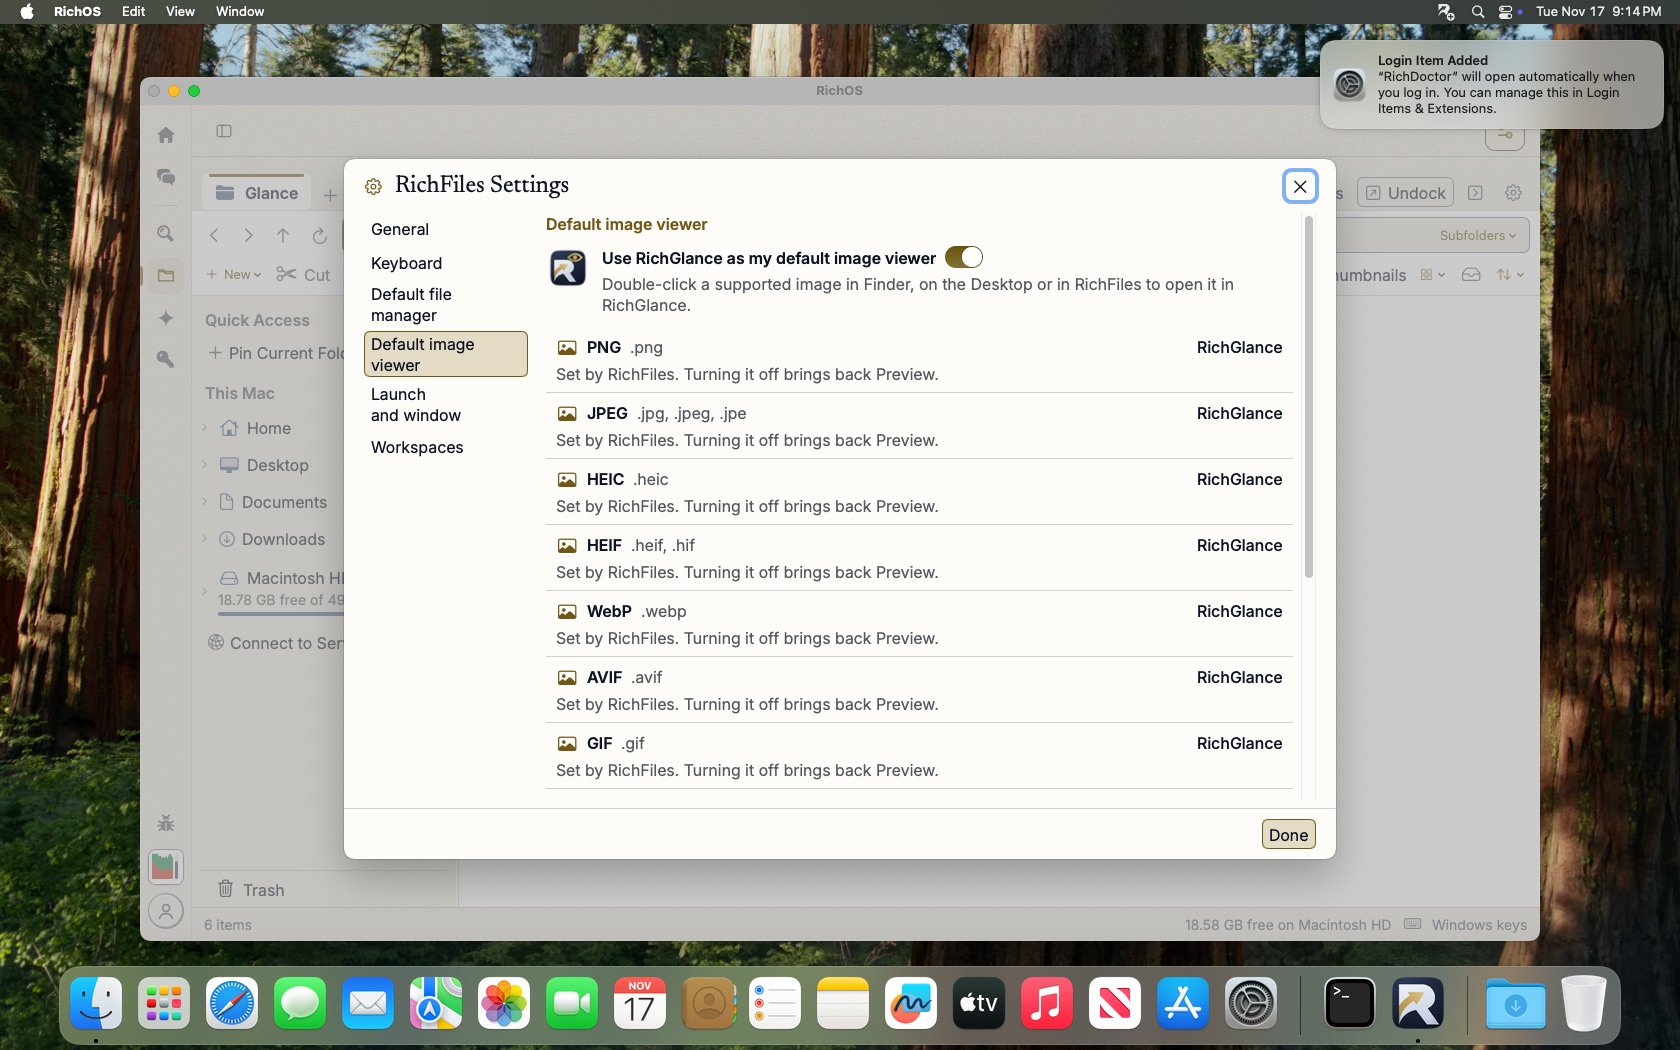 RichOS Edit View Window
Tue Nov 17 9:14 PM
Login Item Added
“RichDoctor” will open automatically when
you log in. You can manage this in Login
Items & Extensions.
RichOS
Glance
Undock
Subfolders
New
Cut
Quick Access
This Mac
Home
Desktop
Documents
Downloads
18.78 GB free of
Trash
6 items
18.58 GB free on Macintosh HD
Windows keys
RichFiles Settings
General
Keyboard
Default file
manager
Default image
viewer
Launch
and window
Workspaces
Default image viewer
Use RichGlance as my default image viewer
Double-click a supported image in Finder, on the Desktop or in RichFiles to open it in
RichGlance.
PNG .png RichGlance
Set by RichFiles. Turning it off brings back Preview.
JPEG .jpg, .jpeg, .jpe RichGlance
Set by RichFiles. Turning it off brings back Preview.
HEIC .heic RichGlance
Set by RichFiles. Turning it off brings back Preview.
HEIF .heif, .hif RichGlance
Set by RichFiles. Turning it off brings back Preview.
WebP .webp RichGlance
Set by RichFiles. Turning it off brings back Preview.
AVIF .avif RichGlance
Set by RichFiles. Turning it off brings back Preview.
GIF .gif RichGlance
Set by RichFiles. Turning it off brings back Preview.
Done
NOV
17
tv